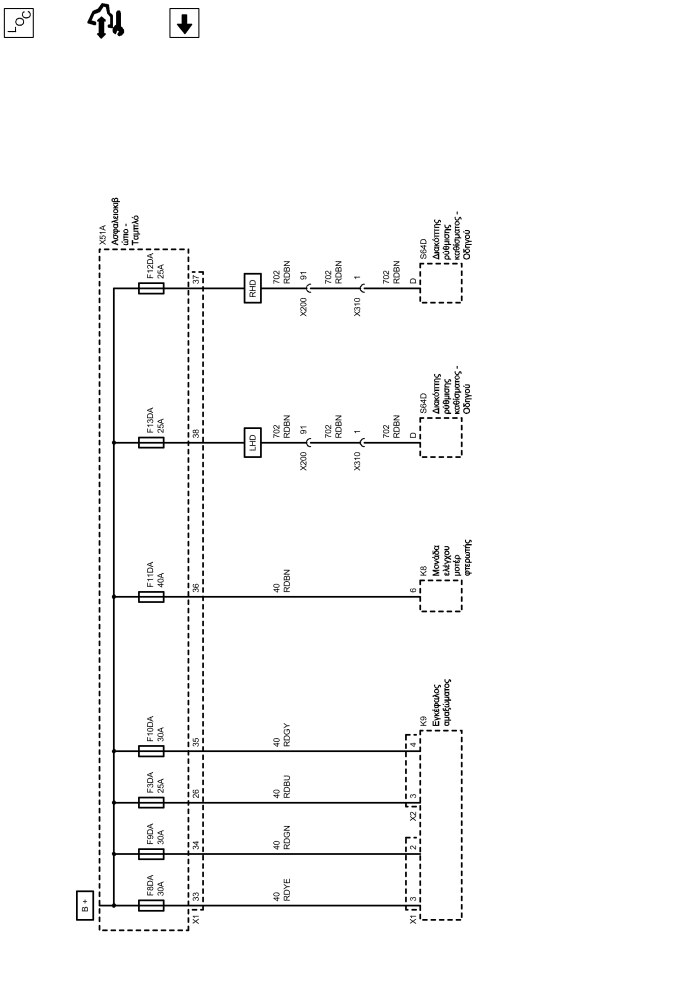 LOC
X51A
Ασφαλειοκιβ
ώπο -
Ταμπλό
B +
F8DA
30A
F9DA
30A
F3DA
25A
F10DA
30A
F11DA
40A
F13DA
25A
F12DA
25A
X1
33
34
26
35
36
38
37
LHD
RHD
40
RDYE
40
RDGN
40
RDBU
40
RDGY
40
RDBN
702
RDBN
X200
91
702
RDBN
X310
1
702
RDBN
D
702
RDBN
X200
91
702
RDBN
X310
1
702
RDBN
D
X1
3
2
X2
3
4
6
K9
Εγκέφαλος
αμαξώματος
K8
Μονάδα
ελέγχου
μοτέρ
φτερωτής
S64D
Διακόπτης
ρύθμισης
καθίσματος -
Οδηγού
S64D
Διακόπτης
ρύθμισης
καθίσματος -
Οδηγού